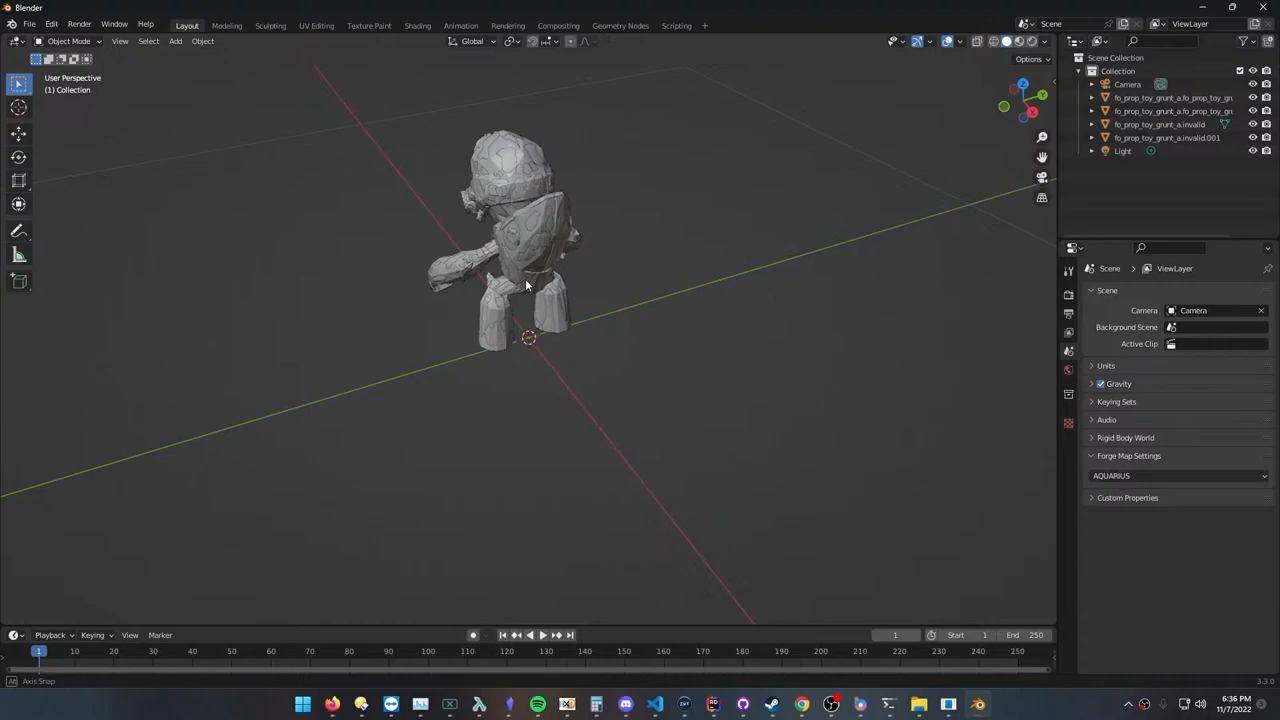 Blender
File Edit Render Window Help Layout Modeling Sculpting UV Editing Texture Paint Shading Animation Rendering Compositing Geometry Nodes Scripting + Scene ViewLayer
Object Mode View Select Add Object Global
Options
User Perspective
(1) Collection
Z
Y
X
Scene Collection
Collection
Camera
fo_prop_toy_grunt_a.fo_prop_toy_gr
fo_prop_toy_grunt_a.fo_prop_toy_gr
fo_prop_toy_grunt_a.invalid
fo_prop_toy_grunt_a.invalid.001
Light
Scene ViewLayer
Scene
Camera Camera
Background Scene
Active Clip
Units
Gravity
Keying Sets
Audio
Rigid Body World
Forge Map Settings
AQUARIUS
Custom Properties
Playback Keying View Marker 1 Start 1 End 250
1 10 20 30 40 50 60 70 80 90 100 110 120 130 140 150 160 170 180 190 200 210 220 230 240 250
Alt Axis Snap 3.3.0
6:36 PM
11/7/2022